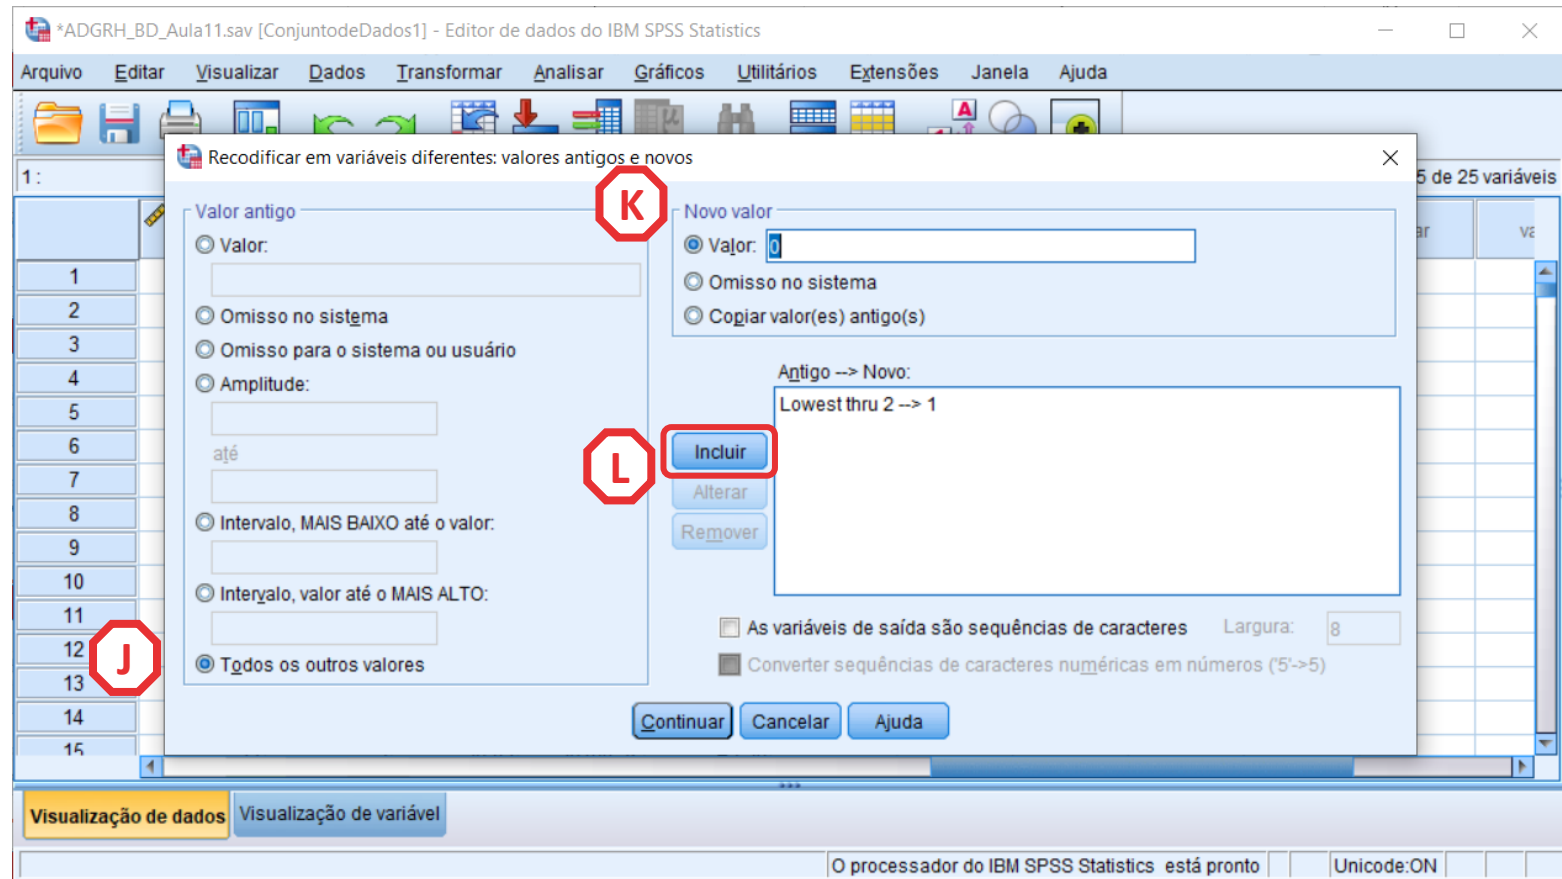 *ADGRH_BD_Aula11.sav [ConjuntodeDados1] - Editor de dados do IBM SPSS Statistics
Arquivo Editar Visualizar Dados Transformar Analisar Gráficos Utilitários Extensões Janela Ajuda
Recodificar em variáveis diferentes: valores antigos e novos
1 :
5 de 25 variáveis
K
Valor antigo
Valor:
Omisso no sistema
Omisso para o sistema ou usuário
Amplitude:
até
Intervalo, MAIS BAIXO até o valor:
Intervalo, valor até o MAIS ALTO:
J
Todos os outros valores
Novo valor
Valor: 0
Omisso no sistema
Copiar valor(es) antigo(s)
Antigo --> Novo:
Lowest thru 2 --> 1
L
Incluir
Alterar
Remover
As variáveis de saída são sequências de caracteres Largura: 8
Converter sequências de caracteres numéricas em números ('5'->5)
Continuar Cancelar Ajuda
ar
va
1
2
3
4
5
6
7
8
9
10
11
12
13
14
15
Visualização de dados Visualização de variável
O processador do IBM SPSS Statistics está pronto Unicode:ON